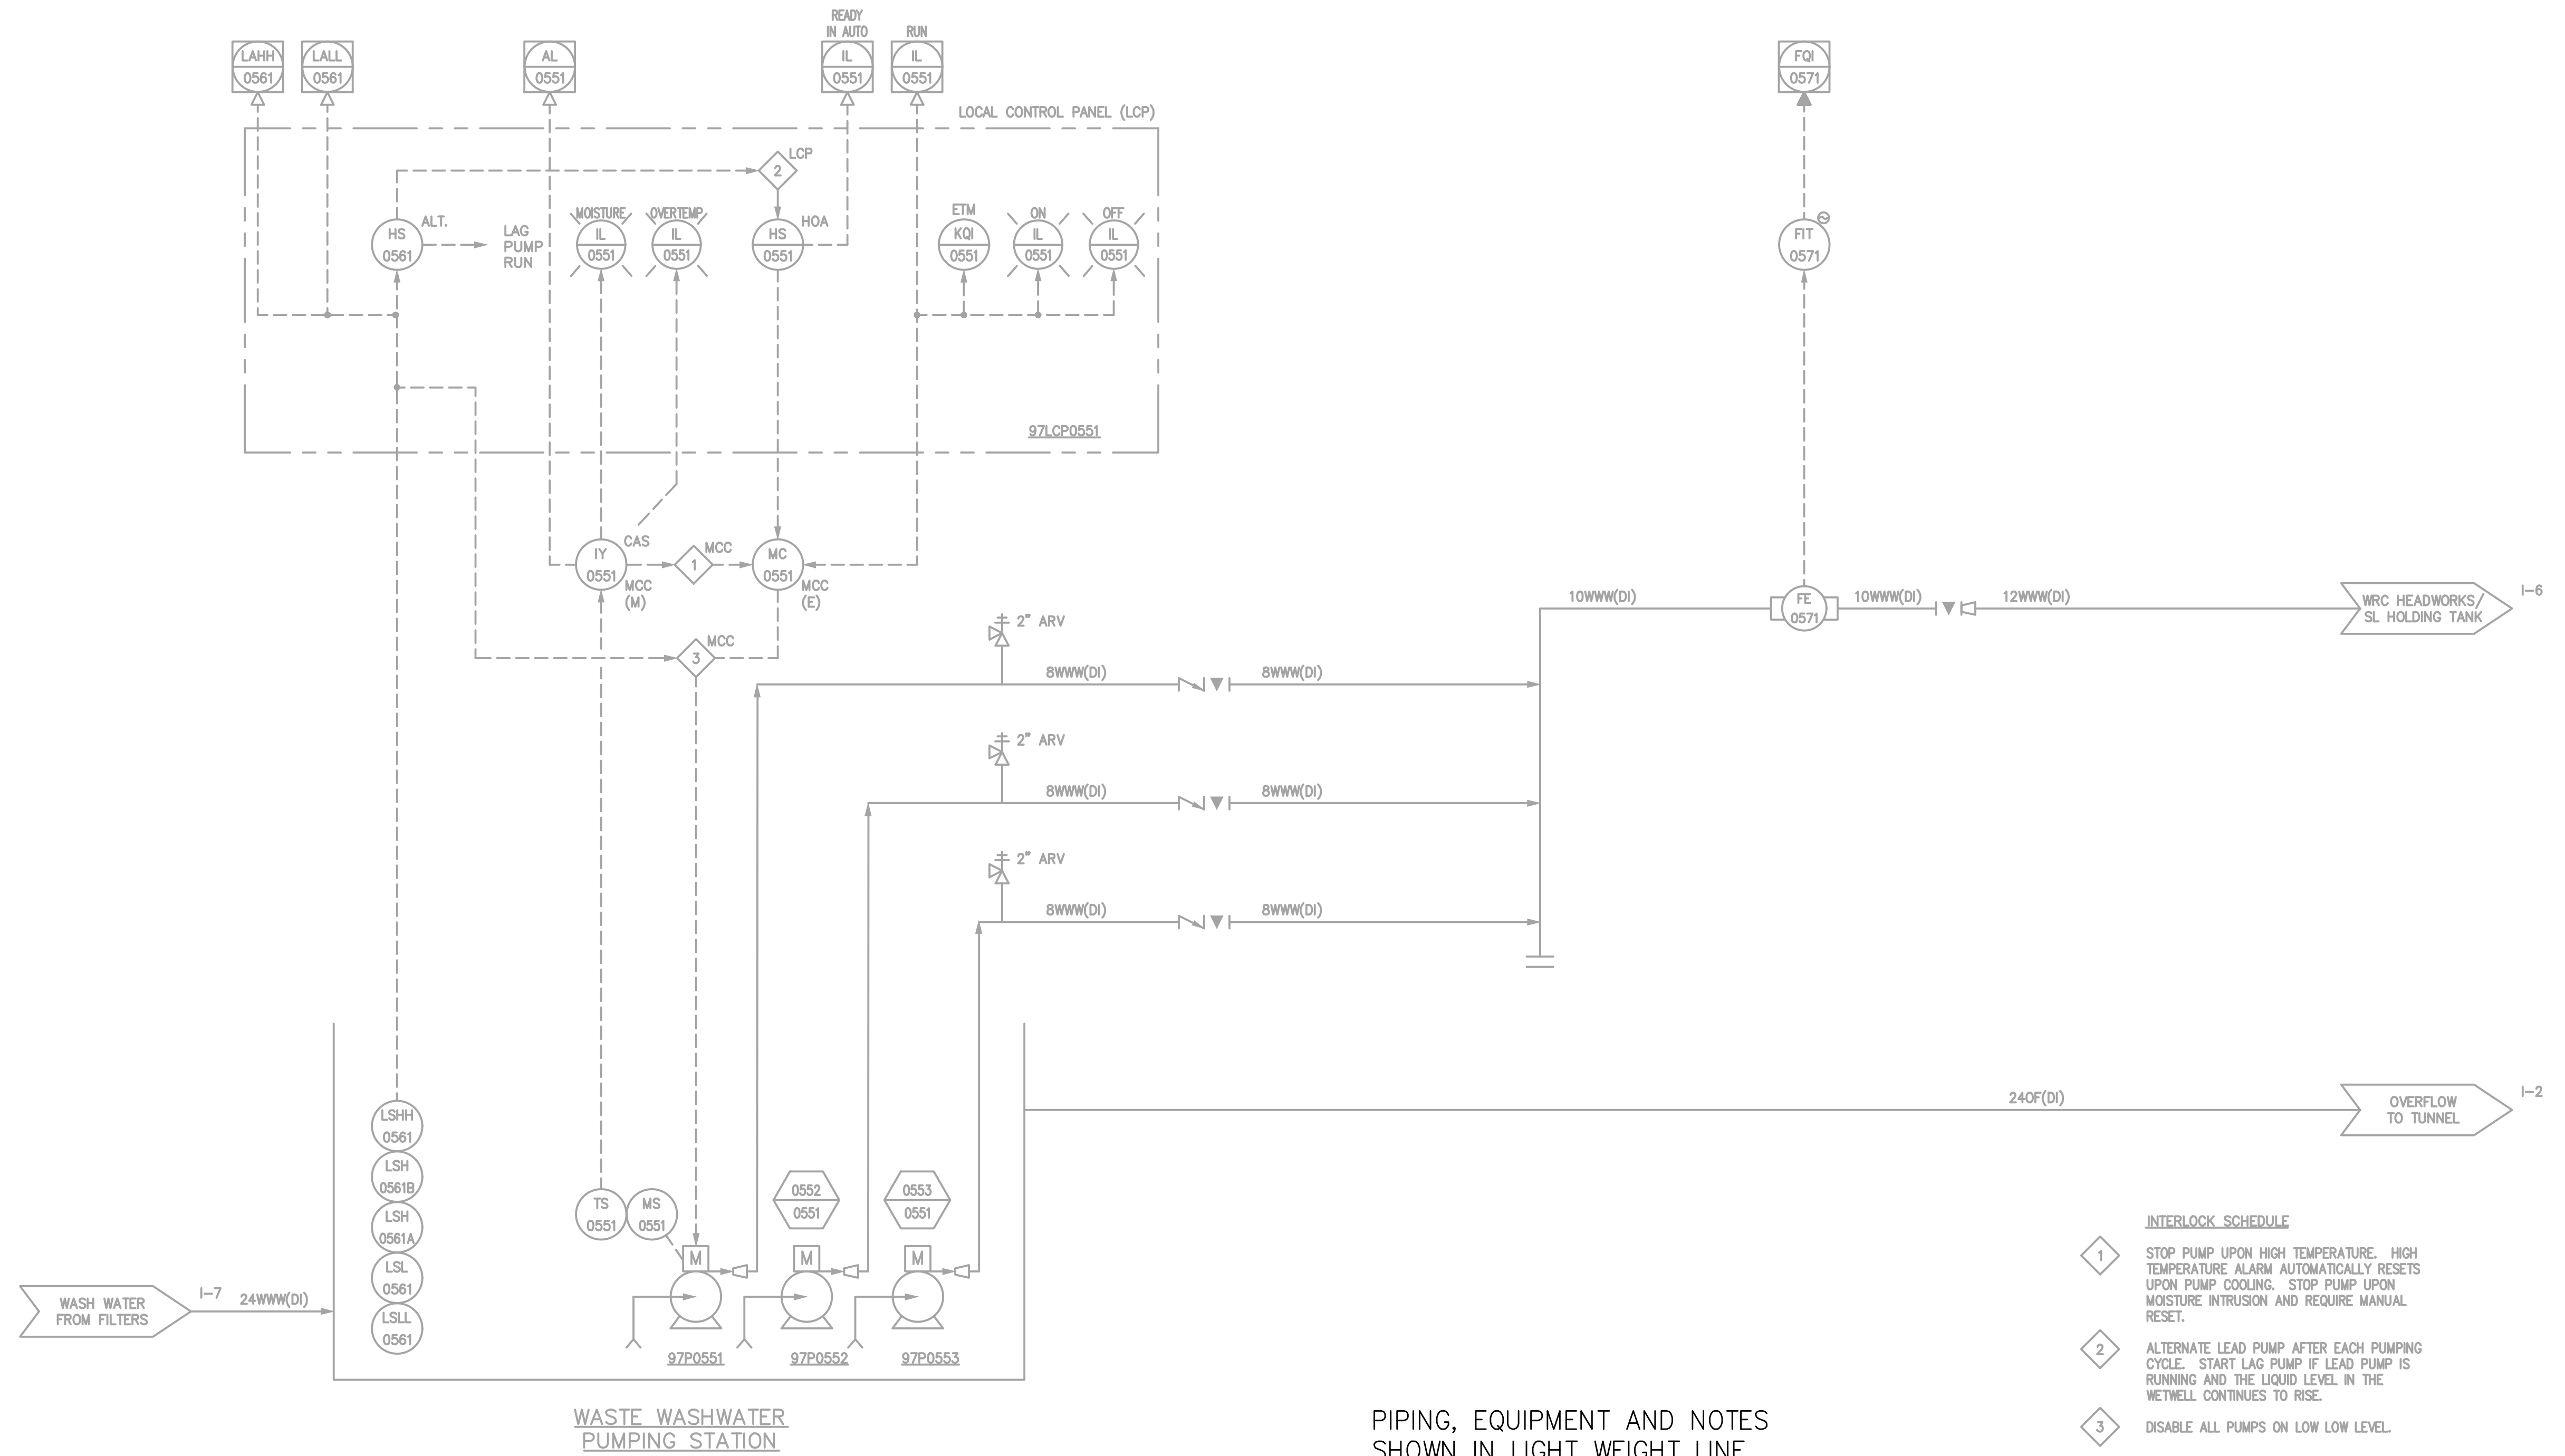 READY
IN AUTO
RUN
LAHH
0561
LALL
0561
AL
0551
IL
0551
IL
0551
FQI
0571
LOCAL CONTROL PANEL (LCP)
LCP
2
HS
0561
ALT.
LAG
PUMP
RUN
MOISTURE
IL
0551
OVERTEMP
IL
0551
HS
0551
HOA
ETM
KQI
0551
ON
IL
0551
OFF
IL
0551
FIT
0571
97LCP0551
IY
0551
CAS
MCC
(M)
1
MCC
MC
0551
MCC
(E)
3
MCC
2" ARV
8WWW(DI)
8WWW(DI)
2" ARV
8WWW(DI)
8WWW(DI)
2" ARV
8WWW(DI)
8WWW(DI)
10WWW(DI)
FE
0571
10WWW(DI)
12WWW(DI)
WRC HEADWORKS/
SL HOLDING TANK
I-6
24OF(DI)
OVERFLOW
TO TUNNEL
I-2
LSHH
0561
LSH
0561B
LSH
0561A
LSL
0561
LSLL
0561
TS
0551
MS
0551
0552
0551
0553
0551
M
M
M
97P0551
97P0552
97P0553
WASH WATER
FROM FILTERS
I-7
24WWW(DI)
WASTE WASHWATER
PUMPING STATION
INTERLOCK SCHEDULE
1
STOP PUMP UPON HIGH TEMPERATURE. HIGH
TEMPERATURE ALARM AUTOMATICALLY RESETS
UPON PUMP COOLING. STOP PUMP UPON
MOISTURE INTRUSION AND REQUIRE MANUAL
RESET.
2
ALTERNATE LEAD PUMP AFTER EACH PUMPING
CYCLE. START LAG PUMP IF LEAD PUMP IS
RUNNING AND THE LIQUID LEVEL IN THE
WETWELL CONTINUES TO RISE.
3
DISABLE ALL PUMPS ON LOW LOW LEVEL.
PIPING, EQUIPMENT AND NOTES
SHOWN IN LIGHT WEIGHT LINE